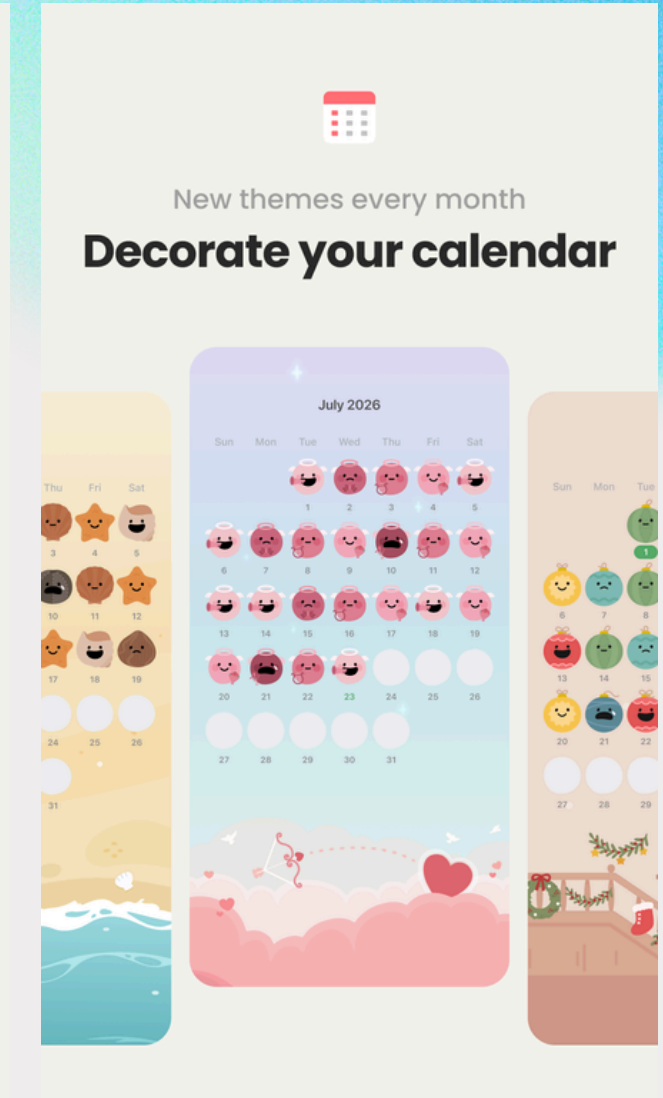 New themes every month
Decorate your calendar
July 2026
Sun Mon Tue Wed Thu Fri Sat
1 2 3 4 5
6 7 8 9 10 11 12
13 14 15 16 17 18 19
20 21 22 23 24 25 26
27 28 29 30 31
Thu Fri Sat
3 4 5
10 11 12
17 18 19
24 25 26
31
Sun Mon Tue
1
6 7 8
13 14 15
20 21 22
27 28 29